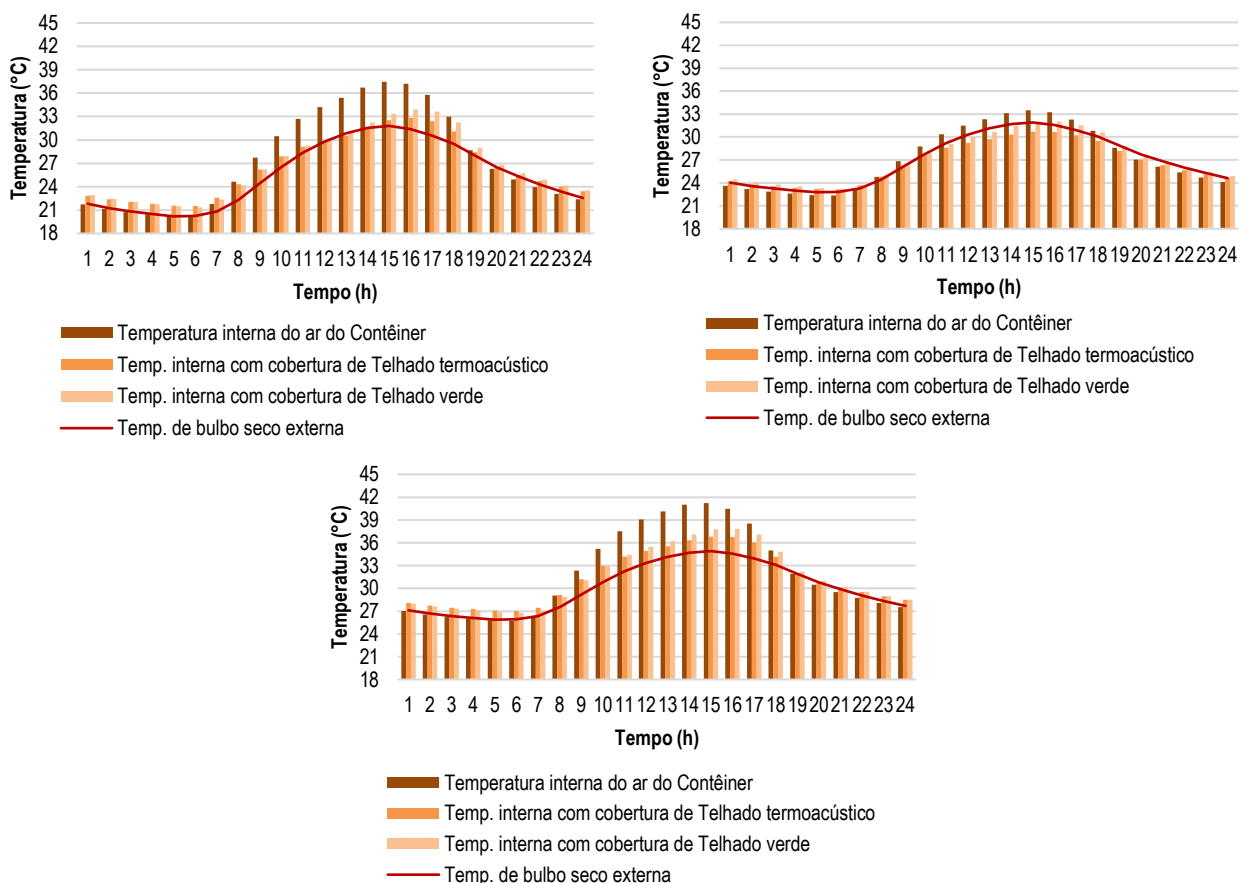 Temperatura (°C)
45
42
39
36
33
30
27
24
21
18
1 2 3 4 5 6 7 8 9 10 11 12 13 14 15 16 17 18 19 20 21 22 23 24
Tempo (h)
Temperatura interna do ar do Contêiner
Temp. interna com cobertura de Telhado termoacústico
Temp. interna com cobertura de Telhado verde
Temp. de bulbo seco externa
Temperatura (°C)
45
42
39
36
33
30
27
24
21
18
1 2 3 4 5 6 7 8 9 10 11 12 13 14 15 16 17 18 19 20 21 22 23 24
Tempo (h)
Temperatura interna do ar do Contêiner
Temp. interna com cobertura de Telhado termoacústico
Temp. interna com cobertura de Telhado verde
Temp. de bulbo seco externa
Temperatura (°C)
45
42
39
36
33
30
27
24
21
18
1 2 3 4 5 6 7 8 9 10 11 12 13 14 15 16 17 18 19 20 21 22 23 24
Tempo (h)
Temperatura interna do ar do Contêiner
Temp. interna com cobertura de Telhado termoacústico
Temp. interna com cobertura de Telhado verde
Temp. de bulbo seco externa